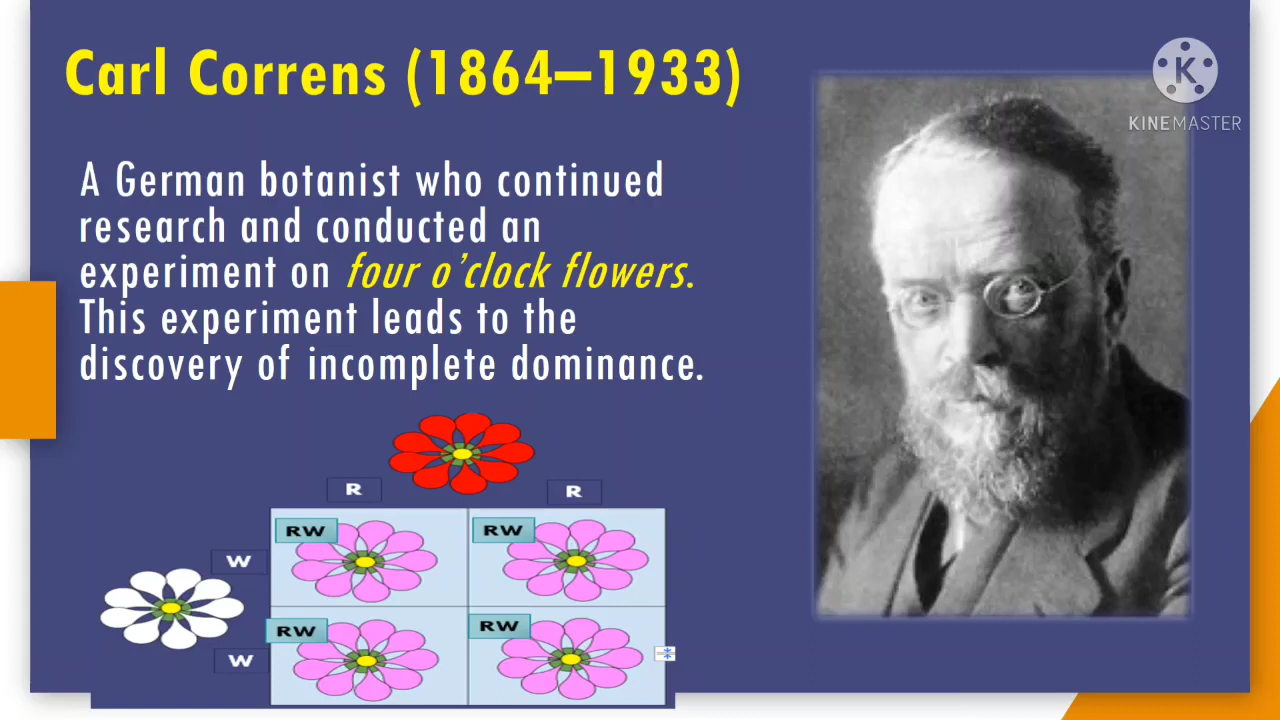 Carl Correns (1864–1933)
K
KINEMASTER
A German botanist who continued
research and conducted an
experiment on four o’clock flowers.
This experiment leads to the
discovery of incomplete dominance.
R R
RW RW
W
RW RW
W